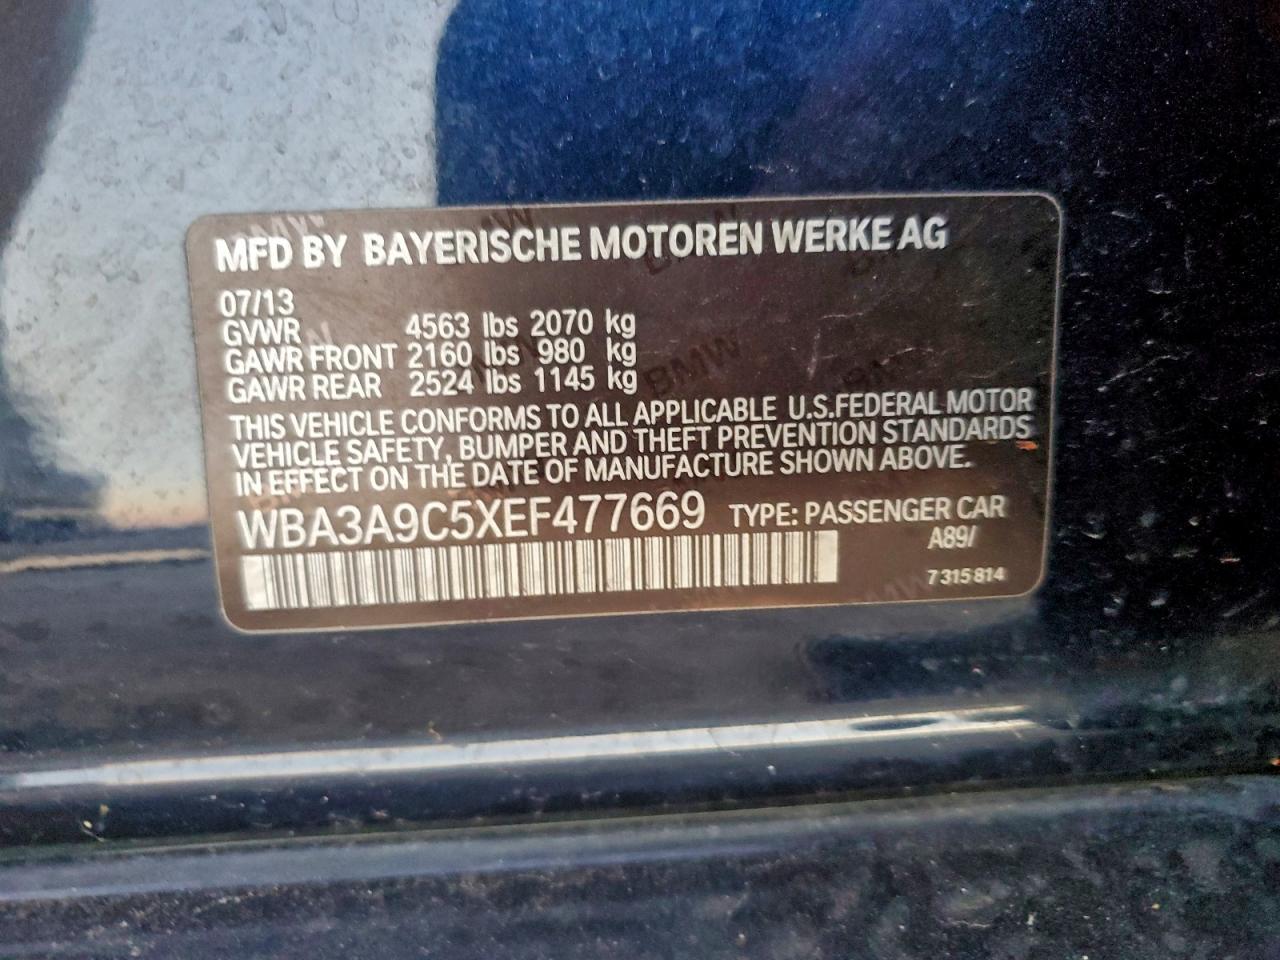 MFD BY BAYERISCHE MOTOREN WERKE AG
07/13
GVWR 4563 lbs 2070 kg
GAWR FRONT 2160 lbs 980 kg
GAWR REAR 2524 lbs 1145 kg
THIS VEHICLE CONFORMS TO ALL APPLICABLE U.S.FEDERAL MOTOR
VEHICLE SAFETY, BUMPER AND THEFT PREVENTION STANDARDS
IN EFFECT ON THE DATE OF MANUFACTURE SHOWN ABOVE.
WBA3A9C5XEF477669 TYPE: PASSENGER CAR
A89/
7 315 814